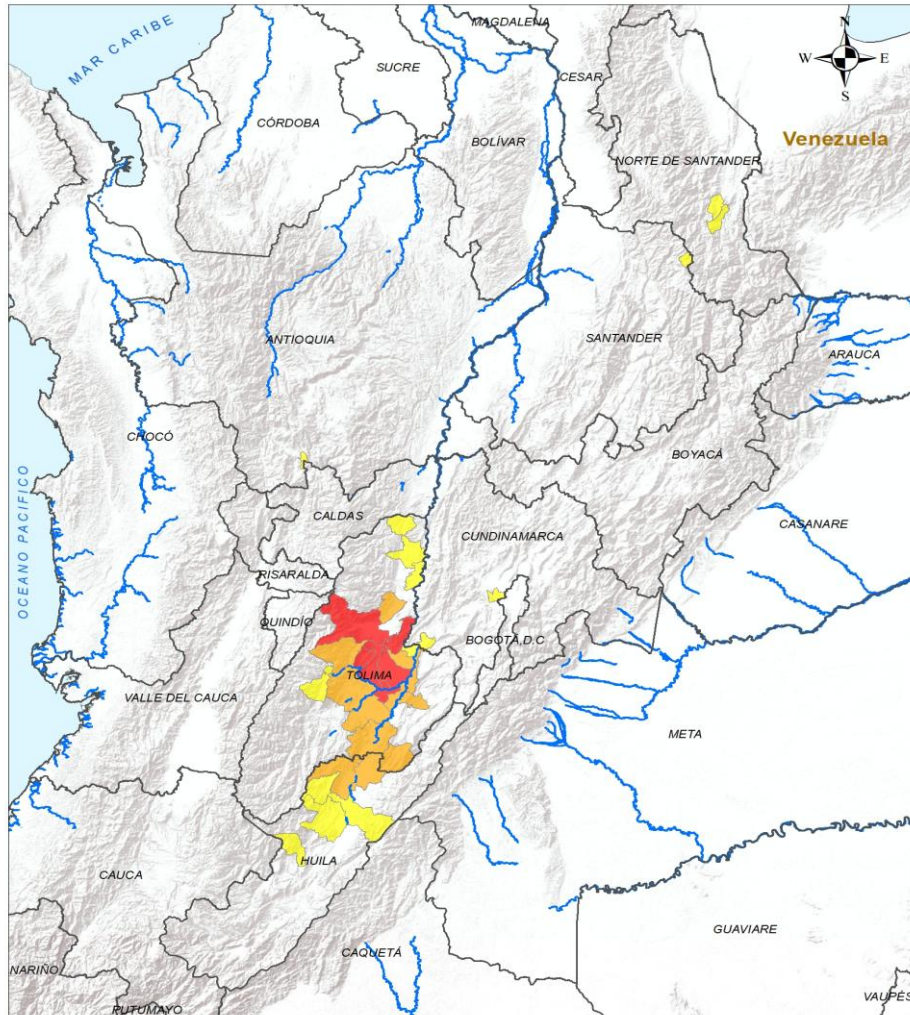 MAGDALENA
N
MAR CARIBE
SUCRE
W
E
CESAR
S
CÓRDOBA
BOLÍVAR
Venezuela
NORTE DE SANTANDER
ANTIOQUIA
SANTANDER
ARAUCA
CHOCÓ
BOYACÁ
OCEANO PACIFICO
CALDAS
CASANARE
CUNDINAMARCA
RISARALDA
QUINDÍO
BOGOTÁ,D.C
TOLIMA
VALLE DEL CAUCA
META
HUILA
CAUCA
GUAVIARE
CAQUETÁ
NARIÑO
VAUPÉS
PUTUMAYO